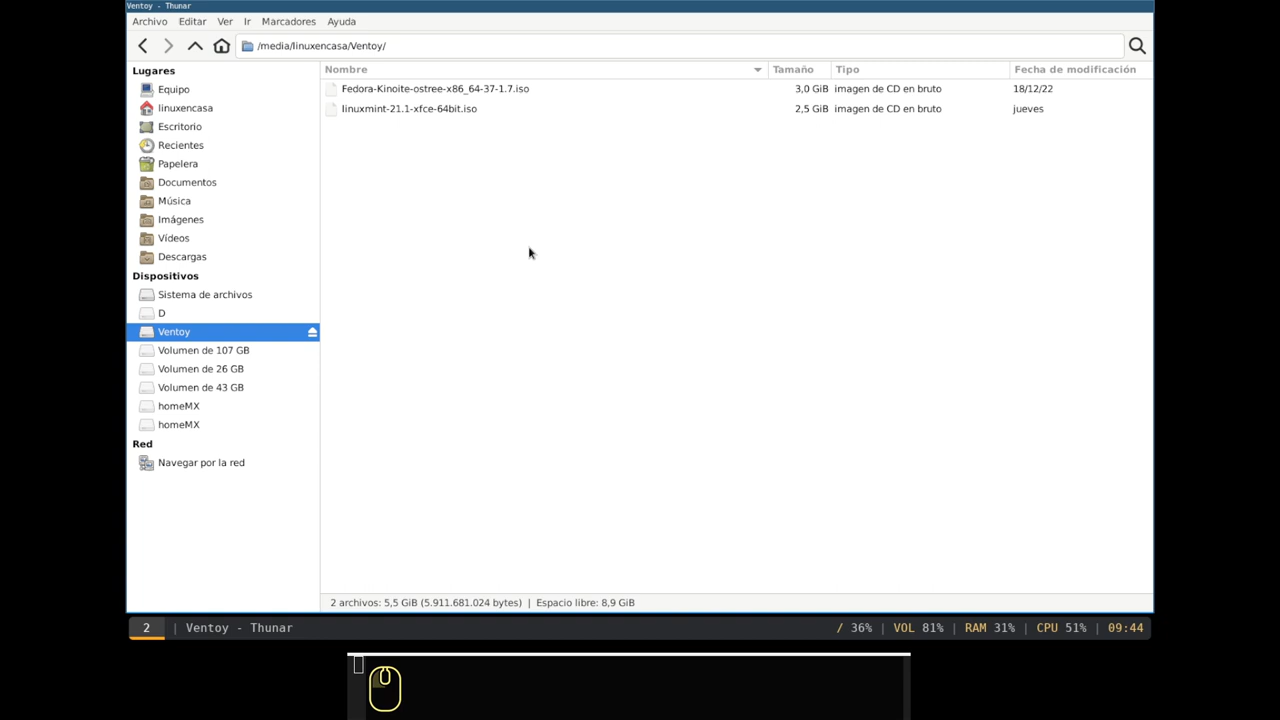 Ventoy - Thunar
Archivo Editar Ver Ir Marcadores Ayuda
/media/linuxencasa/Ventoy/
Lugares
Equipo
linuxencasa
Escritorio
Recientes
Papelera
Documentos
Música
Imágenes
Vídeos
Descargas
Dispositivos
Sistema de archivos
D
Ventoy
Volumen de 107 GB
Volumen de 26 GB
Volumen de 43 GB
homeMX
homeMX
Red
Navegar por la red
Nombre Tamaño Tipo Fecha de modificación
Fedora-Kinoite-ostree-x86_64-37-1.7.iso 3,0 GiB imagen de CD en bruto 18/12/22
linuxmint-21.1-xfce-64bit.iso 2,5 GiB imagen de CD en bruto jueves
2 archivos: 5,5 GiB (5.911.681.024 bytes) | Espacio libre: 8,9 GiB
2 | Ventoy - Thunar / 36% | VOL 81% | RAM 31% | CPU 51% | 09:44